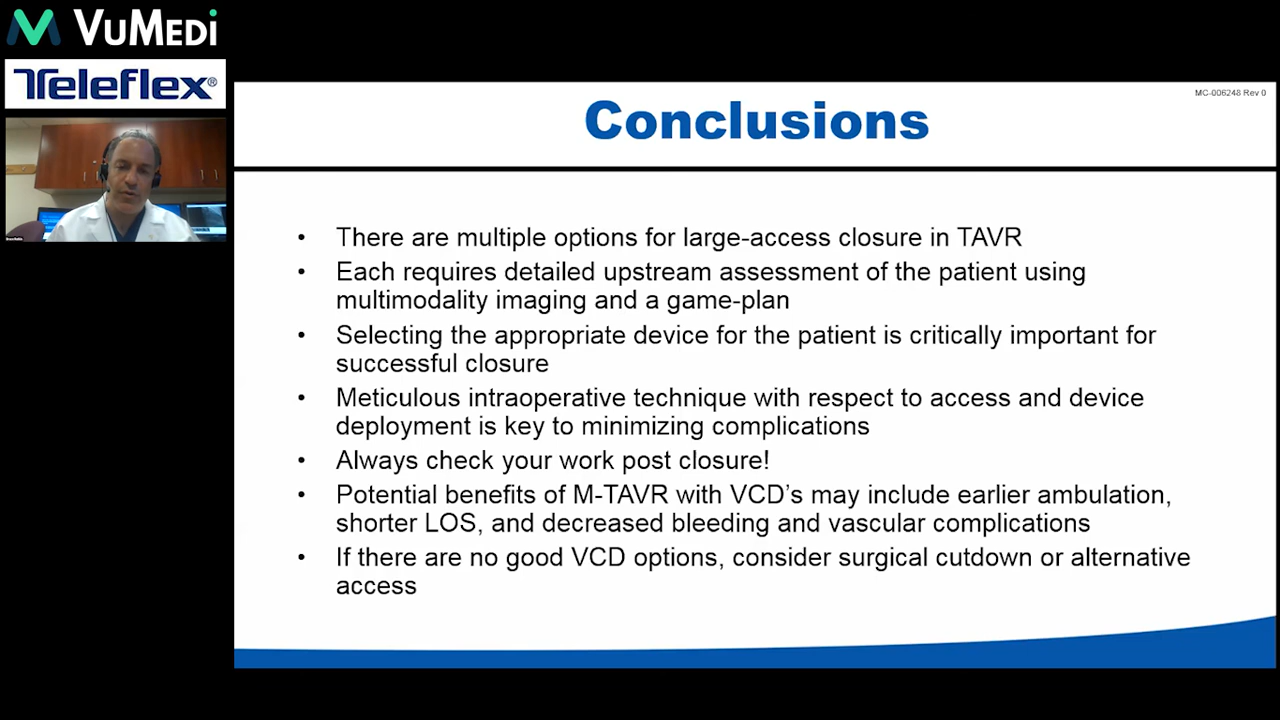 VUMEDI
Teleflex®
MC-006248 Rev 0
Conclusions
• There are multiple options for large-access closure in TAVR
• Each requires detailed upstream assessment of the patient using
multimodality imaging and a game-plan
• Selecting the appropriate device for the patient is critically important for
successful closure
• Meticulous intraoperative technique with respect to access and device
deployment is key to minimizing complications
• Always check your work post closure!
• Potential benefits of M-TAVR with VCD’s may include earlier ambulation,
shorter LOS, and decreased bleeding and vascular complications
• If there are no good VCD options, consider surgical cutdown or alternative
access